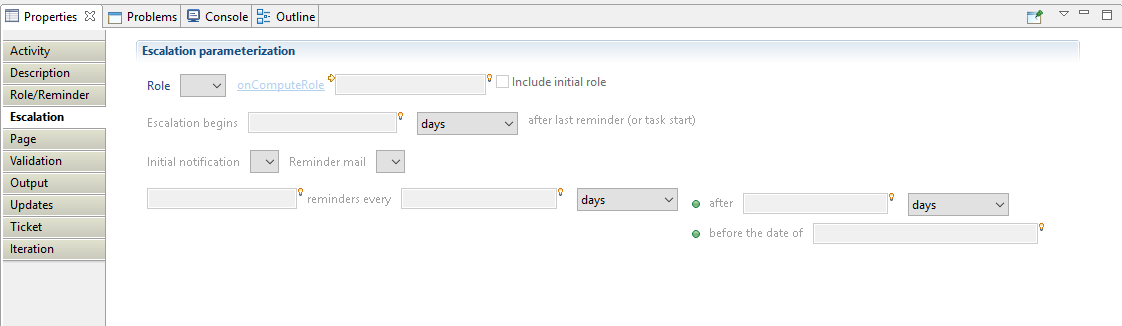 Properties Problems Console Outline
Activity
Description
Role/Reminder
Escalation
Page
Validation
Output
Updates
Ticket
Iteration
Escalation parameterization
Role onComputeRole Include initial role
Escalation begins days after last reminder (or task start)
Initial notification Reminder mail
reminders every days after days
before the date of